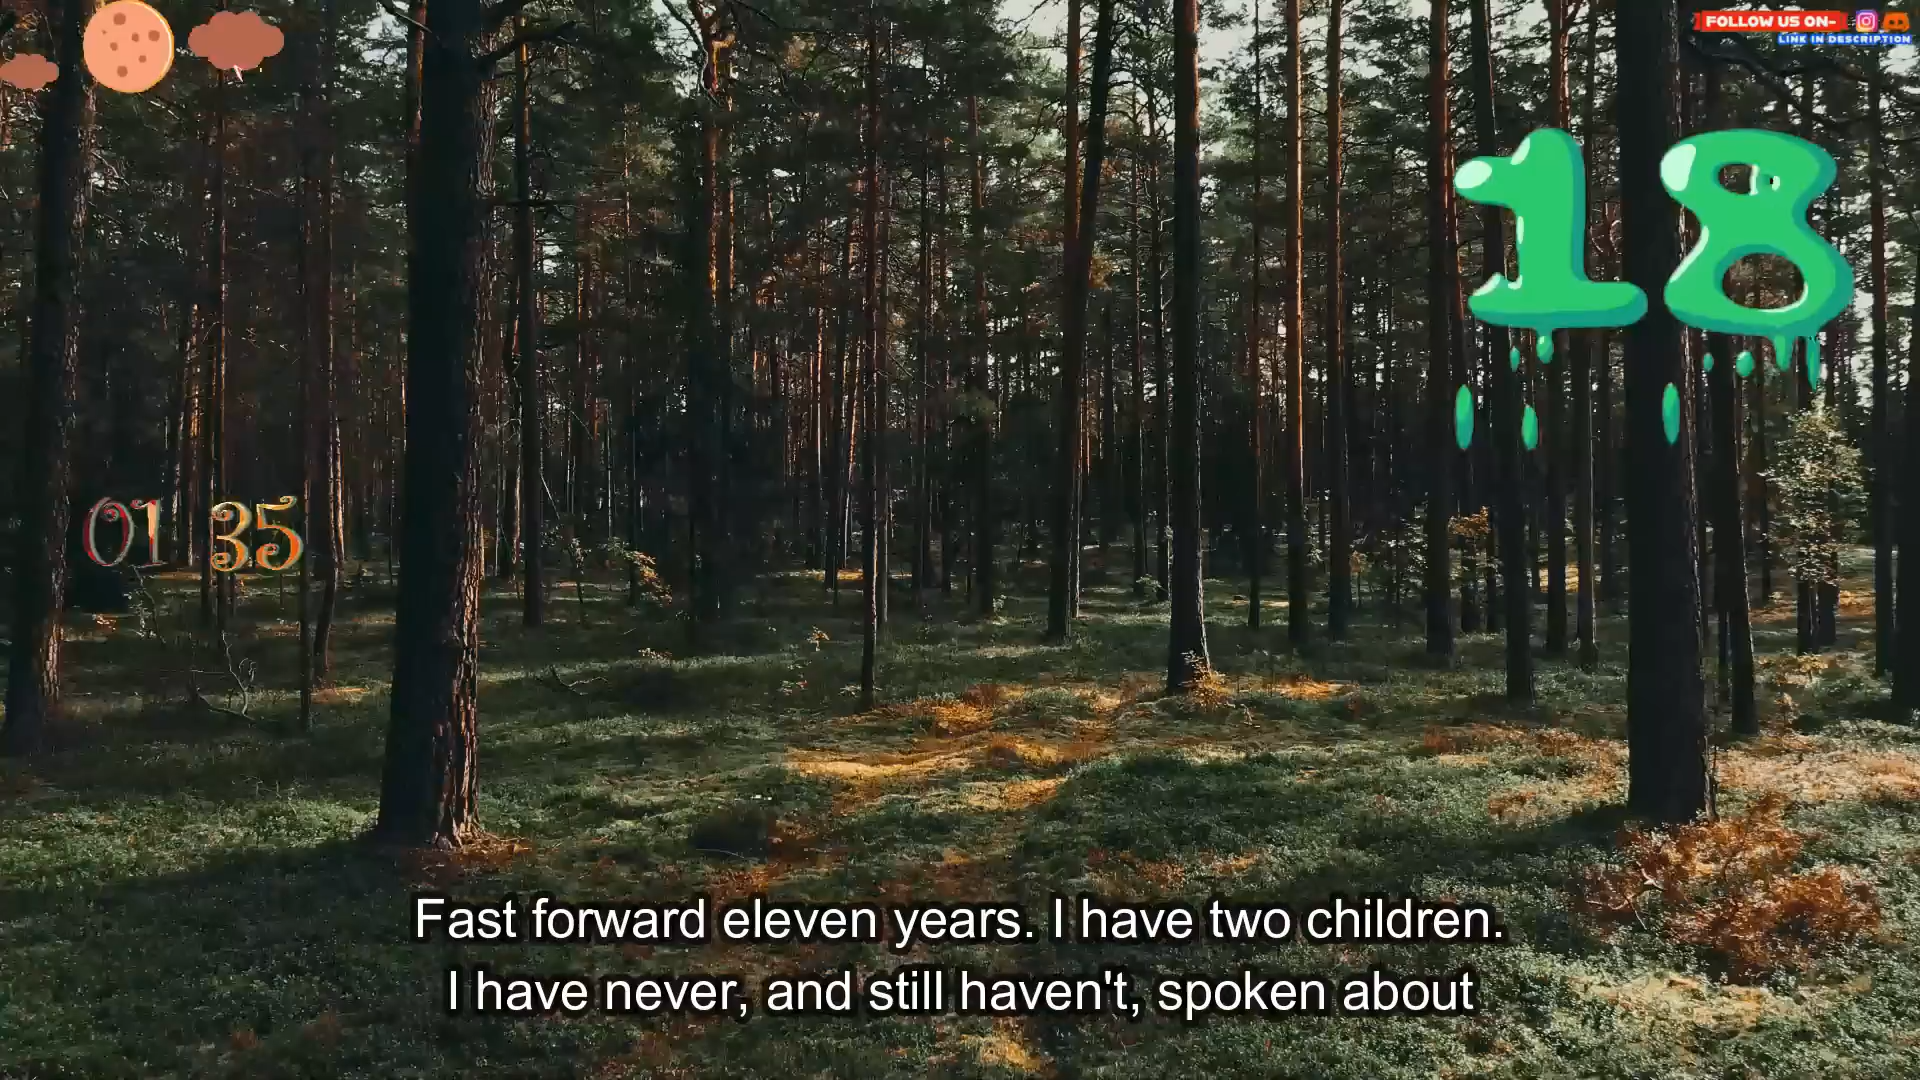 FOLLOW US ON-
LINK IN DESCRIPTION
18
01 35
Fast forward eleven years. I have two children.
I have never, and still haven't, spoken about